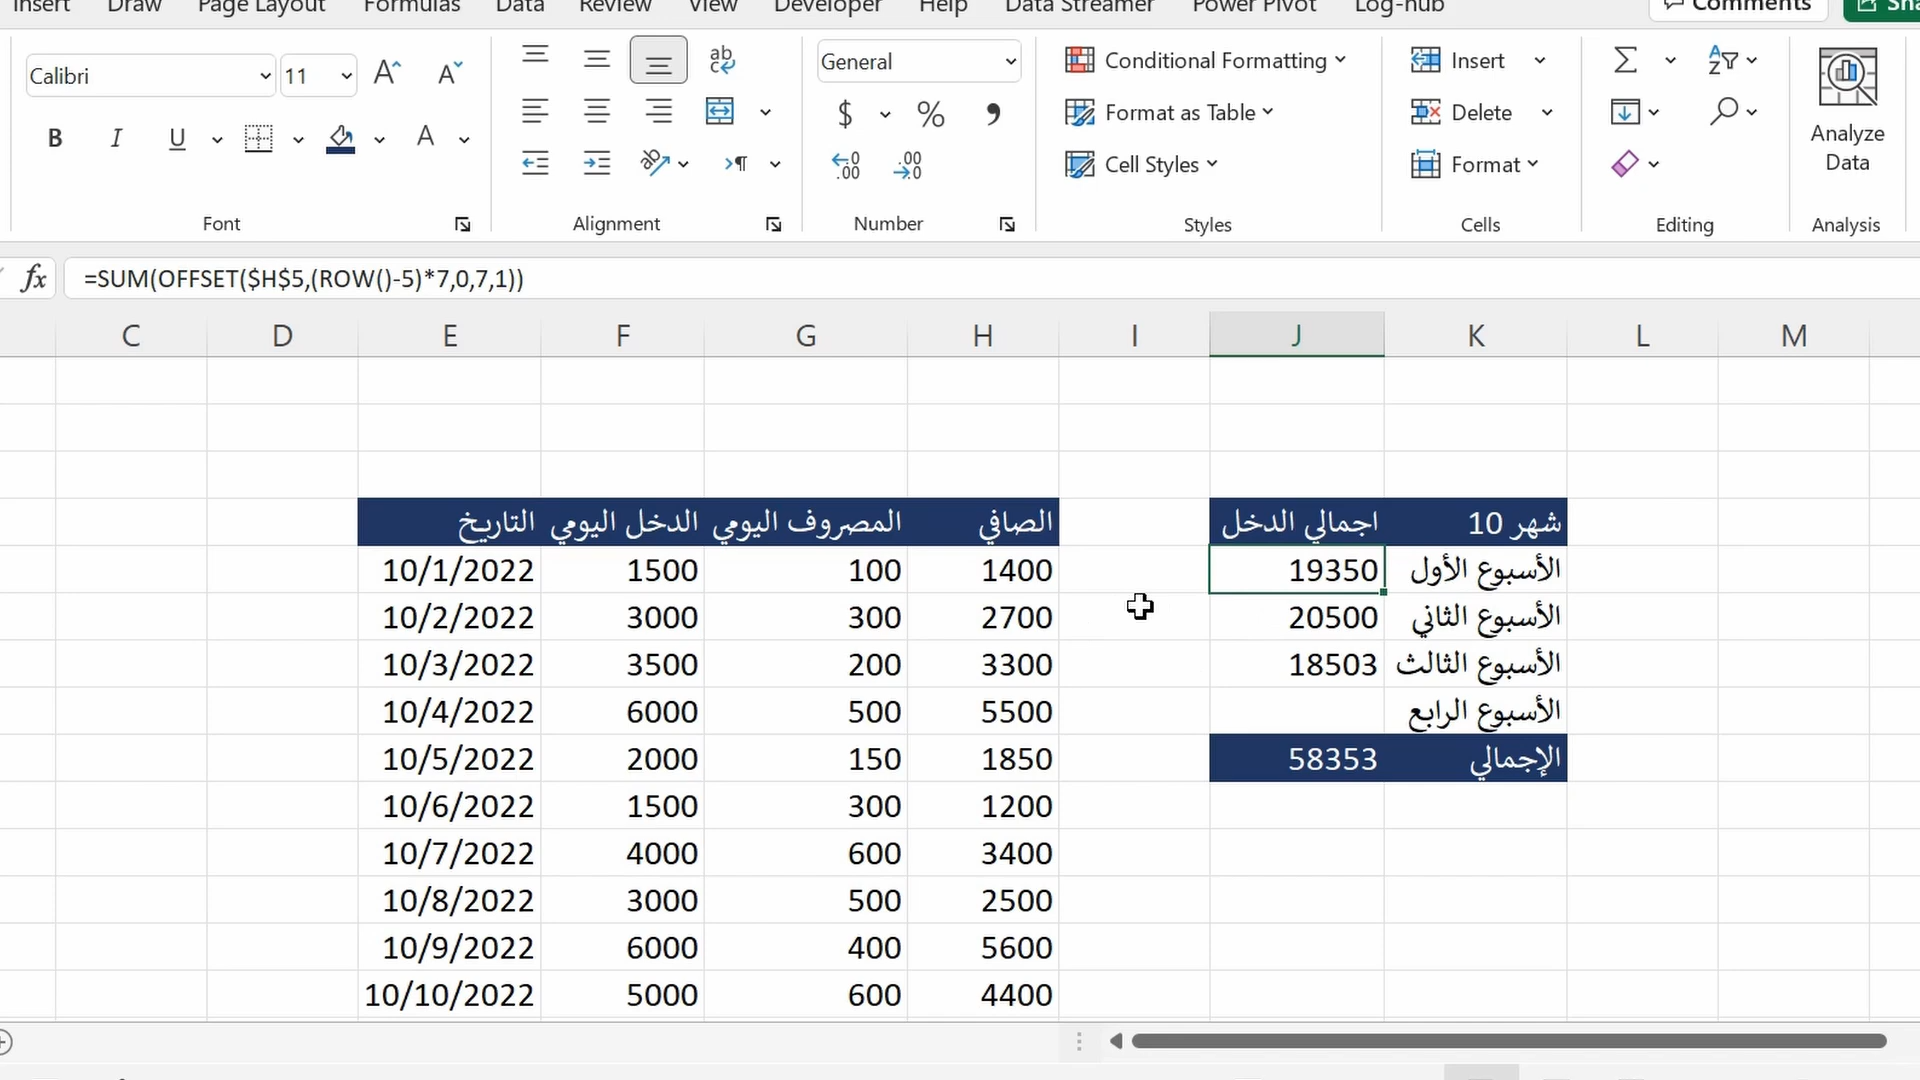 Insert Draw Page Layout Formulas Data Review View Developer Help Data Streamer Power Pivot Log-hub Comments
Calibri 11 General Conditional Formatting Insert
B I U A $ % Format as Table Delete Analyze Data
Cell Styles Format
Font Alignment Number Styles Cells Editing Analysis
fx =SUM(OFFSET($H$5,(ROW()-5)*7,0,7,1))
C D E F G H I J K L M
التاريخ الدخل اليومي المصروف اليومي الصافي اجمالي الدخل شهر 10
10/1/2022 1500 100 1400 19350 الأسبوع الأول
10/2/2022 3000 300 2700 20500 الأسبوع الثاني
10/3/2022 3500 200 3300 18503 الأسبوع الثالث
10/4/2022 6000 500 5500 الأسبوع الرابع
10/5/2022 2000 150 1850 58353 الإجمالي
10/6/2022 1500 300 1200
10/7/2022 4000 600 3400
10/8/2022 3000 500 2500
10/9/2022 6000 400 5600
10/10/2022 5000 600 4400